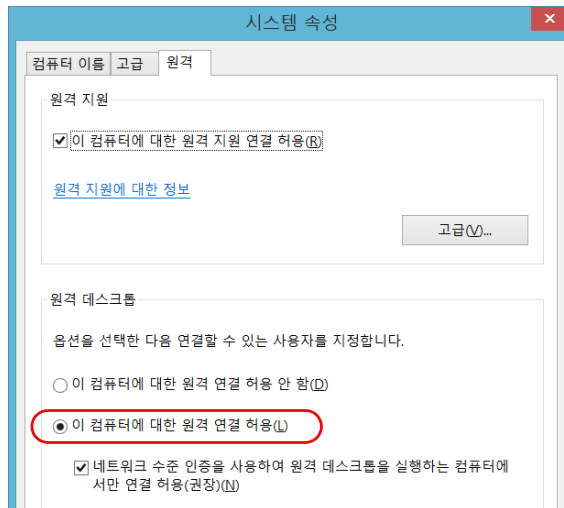 시스템 속성
컴퓨터 이름 고급 원격
원격 지원
이 컴퓨터에 대한 원격 지원 연결 허용(R)
원격 지원에 대한 정보
고급(V)...
원격 데스크톱
옵션을 선택한 다음 연결할 수 있는 사용자를 지정합니다.
이 컴퓨터에 대한 원격 연결 허용 안 함(D)
이 컴퓨터에 대한 원격 연결 허용(L)
네트워크 수준 인증을 사용하여 원격 데스크톱을 실행하는 컴퓨터에
서만 연결 허용(권장)(N)